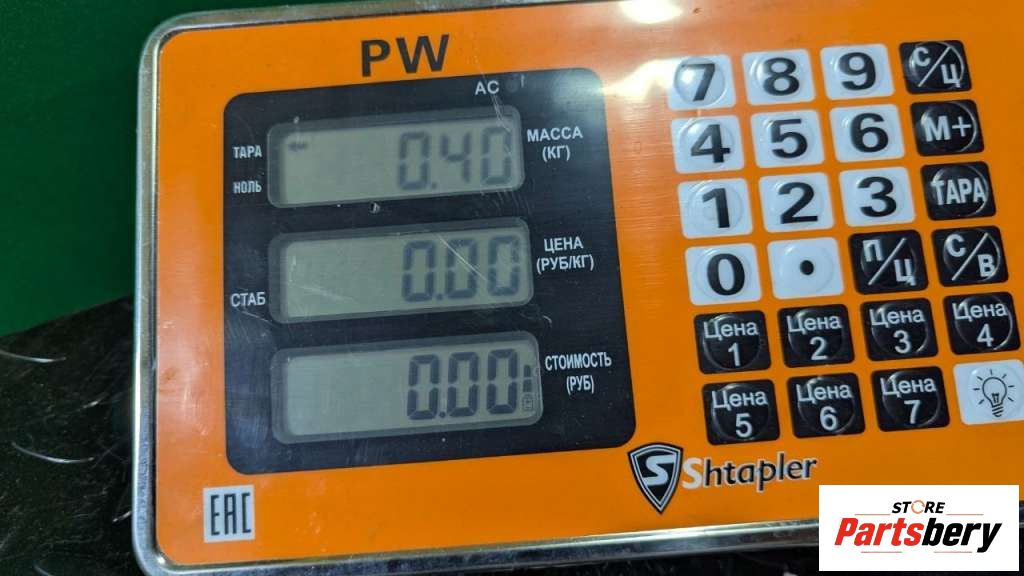 PW
AC
ТАРА
НОЛЬ
0.40
МАССА
(КГ)
СТАБ
0.00
ЦЕНА
(РУБ/КГ)
0.00
СТОИМОСТЬ
(РУБ)
7 8 9 С/Ц
4 5 6 М+
1 2 3 ТАРА
0 . П/Ц С/В
Цена 1 Цена 2 Цена 3 Цена 4
Цена 5 Цена 6 Цена 7
S Shtapler
EAC
STORE
Partsbery